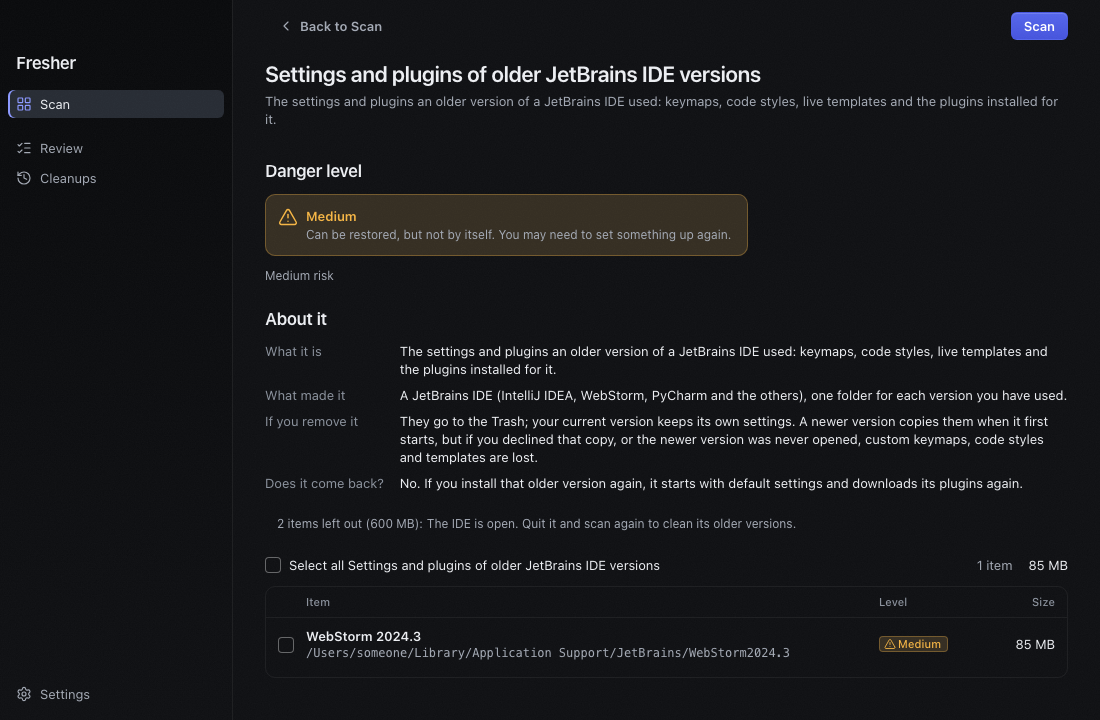 Back to Scan
Scan
Fresher
Scan
Review
Cleanups
Settings
Settings and plugins of older JetBrains IDE versions
The settings and plugins an older version of a JetBrains IDE used: keymaps, code styles, live templates and the plugins installed for
it.
Danger level
Medium
Can be restored, but not by itself. You may need to set something up again.
Medium risk
About it
What it is
The settings and plugins an older version of a JetBrains IDE used: keymaps, code styles, live templates and
the plugins installed for it.
What made it
A JetBrains IDE (IntelliJ IDEA, WebStorm, PyCharm and the others), one folder for each version you have used.
If you remove it
They go to the Trash; your current version keeps its own settings. A newer version copies them when it first
starts, but if you declined that copy, or the newer version was never opened, custom keymaps, code styles
and templates are lost.
Does it come back?
No. If you install that older version again, it starts with default settings and downloads its plugins again.
2 items left out (600 MB): The IDE is open. Quit it and scan again to clean its older versions.
Select all Settings and plugins of older JetBrains IDE versions
1 item 85 MB
Item Level Size
WebStorm 2024.3
/Users/someone/Library/Application Support/JetBrains/WebStorm2024.3
Medium
85 MB